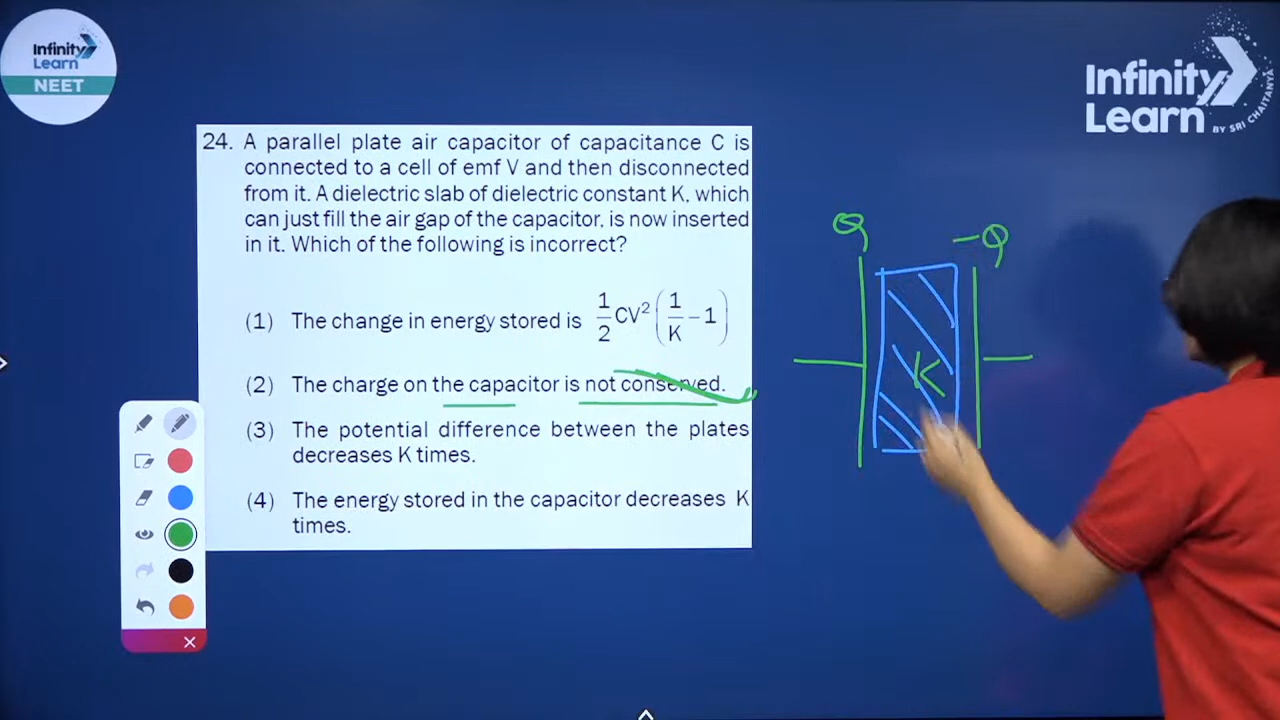 Infinity
Learn
NEET
Infinity
Learn
BY SRI CHAITANYA
24. A parallel plate air capacitor of capacitance C is
connected to a cell of emf V and then disconnected
from it. A dielectric slab of dielectric constant K, which
can just fill the air gap of the capacitor, is now inserted
in it. Which of the following is incorrect?
(1) The change in energy stored is 1/2 CV² (1/K − 1)
(2) The charge on the capacitor is not conserved.
(3) The potential difference between the plates
decreases K times.
(4) The energy stored in the capacitor decreases K
times.
Q
−Q
K